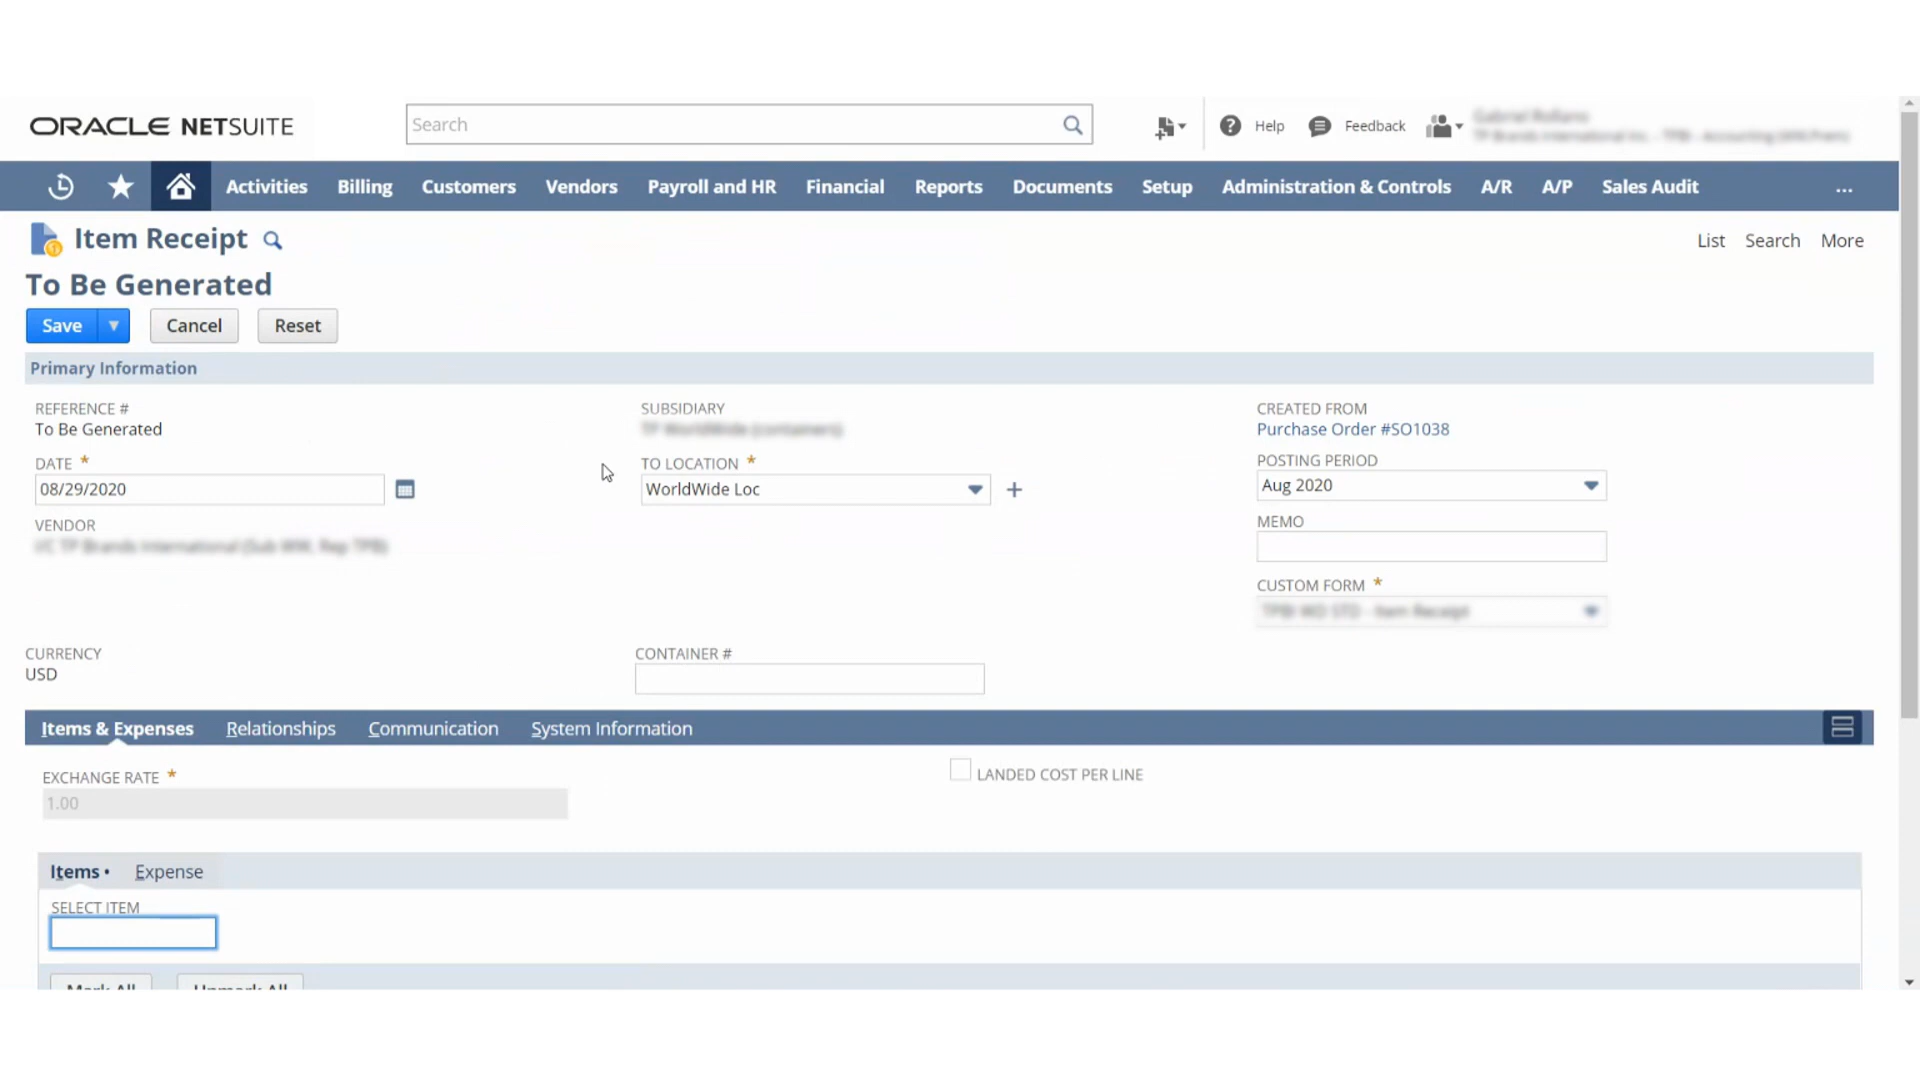 ORACLE NETSUITE
Search
Help
Feedback
Activities
Billing
Customers
Vendors
Payroll and HR
Financial
Reports
Documents
Setup
Administration & Controls
A/R
A/P
Sales Audit
...
Item Receipt
List
Search
More
To Be Generated
Save
Cancel
Reset
Primary Information
REFERENCE #
To Be Generated
SUBSIDIARY
CREATED FROM
Purchase Order #SO1038
DATE *
08/29/2020
TO LOCATION *
WorldWide Loc
POSTING PERIOD
Aug 2020
VENDOR
MEMO
CUSTOM FORM *
CURRENCY
USD
CONTAINER #
Items & Expenses
Relationships
Communication
System Information
EXCHANGE RATE *
1.00
LANDED COST PER LINE
Items •
Expense
SELECT ITEM
Mark All
Unmark All